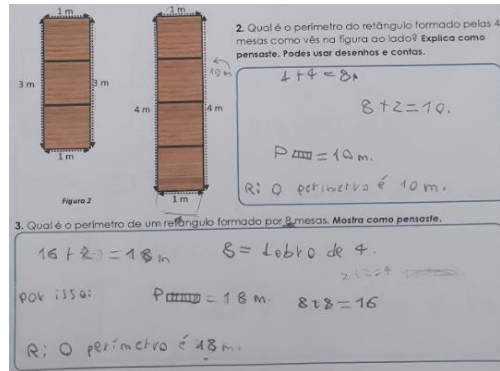 1 m
3 m
3 m
1 m
Figura 2
1 m
10 m
4 m
4 m
1 m
2. Qual é o perímetro do retângulo formado pelas 4
mesas como vês na figura ao lado? Explica como
pensaste. Podes usar desenhos e contas.
4 + 4 = 8
8 + 2 = 10.
P = 10 m.
R: O perímetro é 10 m.
3. Qual é o perímetro de um retângulo formado por 8 mesas. Mostra como pensaste.
16 + 2 = 18 m
8 = dobro de 4.
2+2=4
por isso:
P = 18 m.
8+8 = 16
R: O perímetro é 18 m.